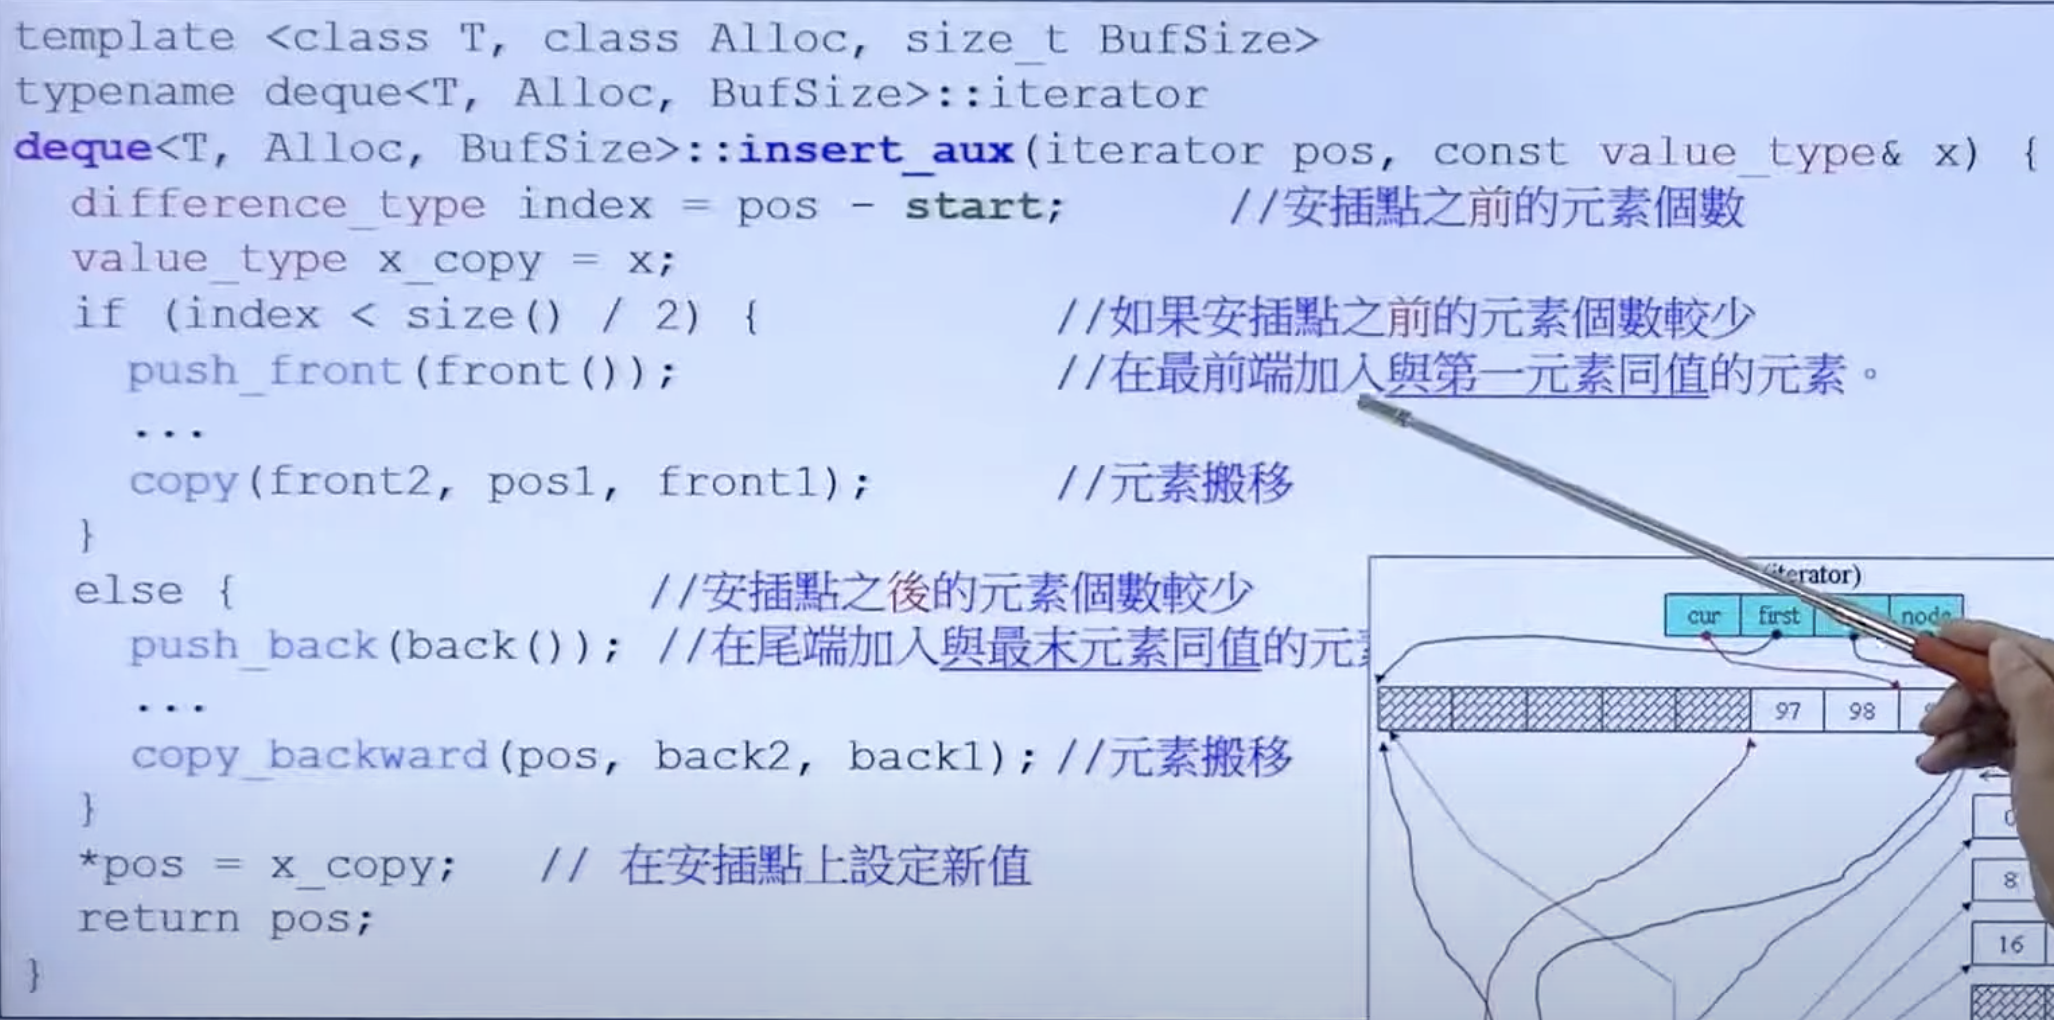 template <class T, class Alloc, size_t BufSize>
typename deque<T, Alloc, BufSize>::iterator
deque<T, Alloc, BufSize>::insert_aux(iterator pos, const value_type& x) {
difference_type index = pos - start; //安插點之前的元素個數
value_type x_copy = x;
if (index < size() / 2) { //如果安插點之前的元素個數較少
push_front(front()); //在最前端加入與第一元素同值的元素。
...
copy(front2, pos1, front1); //元素搬移
}
else { //安插點之後的元素個數較少
push_back(back()); //在尾端加入與最末元素同值的元
...
copy_backward(pos, back2, back1); //元素搬移
}
*pos = x_copy; // 在安插點上設定新值
return pos;
}
cur first node
97 98
8
16